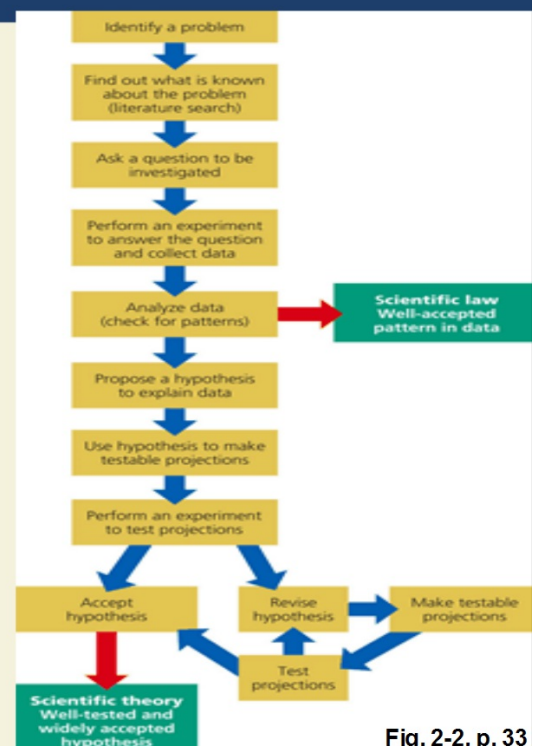 Identify a problem
Find out what is known
about the problem
(literature search)
Ask a question to be
investigated
Perform an experiment
to answer the question
and collect data
Analyze data
(check for patterns)
Scientific law
Well-accepted
pattern in data
Propose a hypothesis
to explain data
Use hypothesis to make
testable projections
Perform an experiment
to test projections
Accept
hypothesis
Revise
hypothesis
Make testable
projections
Test
projections
Scientific theory
Well-tested and
widely accepted
hypothesis
Fig. 2-2, p. 33